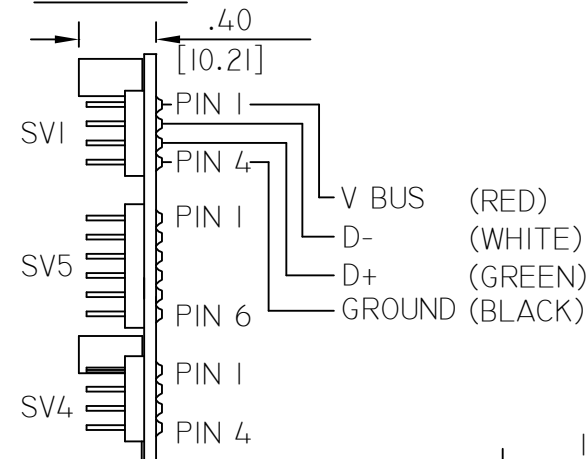 .40
[10.21]
PIN 1
SV1
PIN 4
V BUS (RED)
PIN 1
D- (WHITE)
SV5
D+ (GREEN)
PIN 6
GROUND (BLACK)
PIN 1
SV4
PIN 4